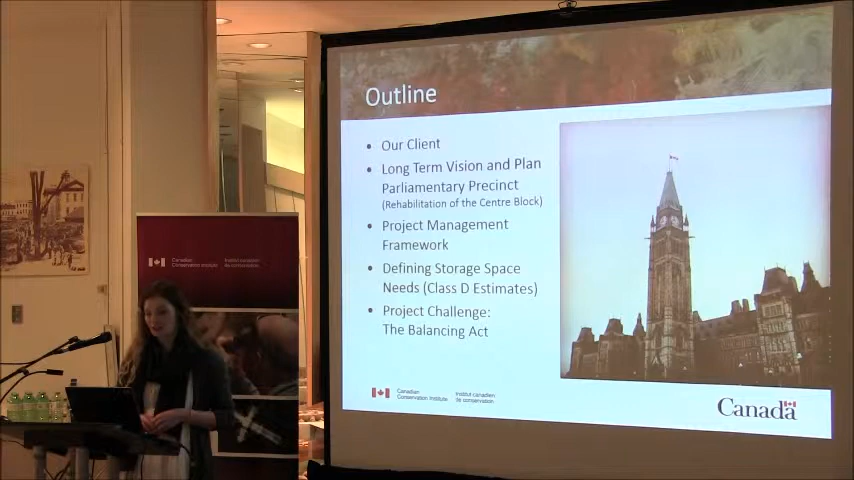 Outline
• Our Client
• Long Term Vision and Plan
Parliamentary Precinct
(Rehabilitation of the Centre Block)
• Project Management
Framework
• Defining Storage Space
Needs (Class D Estimates)
• Project Challenge:
The Balancing Act
Canadian
Conservation Institute
Institut canadien
de conservation
Canada
Canadian
Conservation Institute
Institut canadien
de conservation